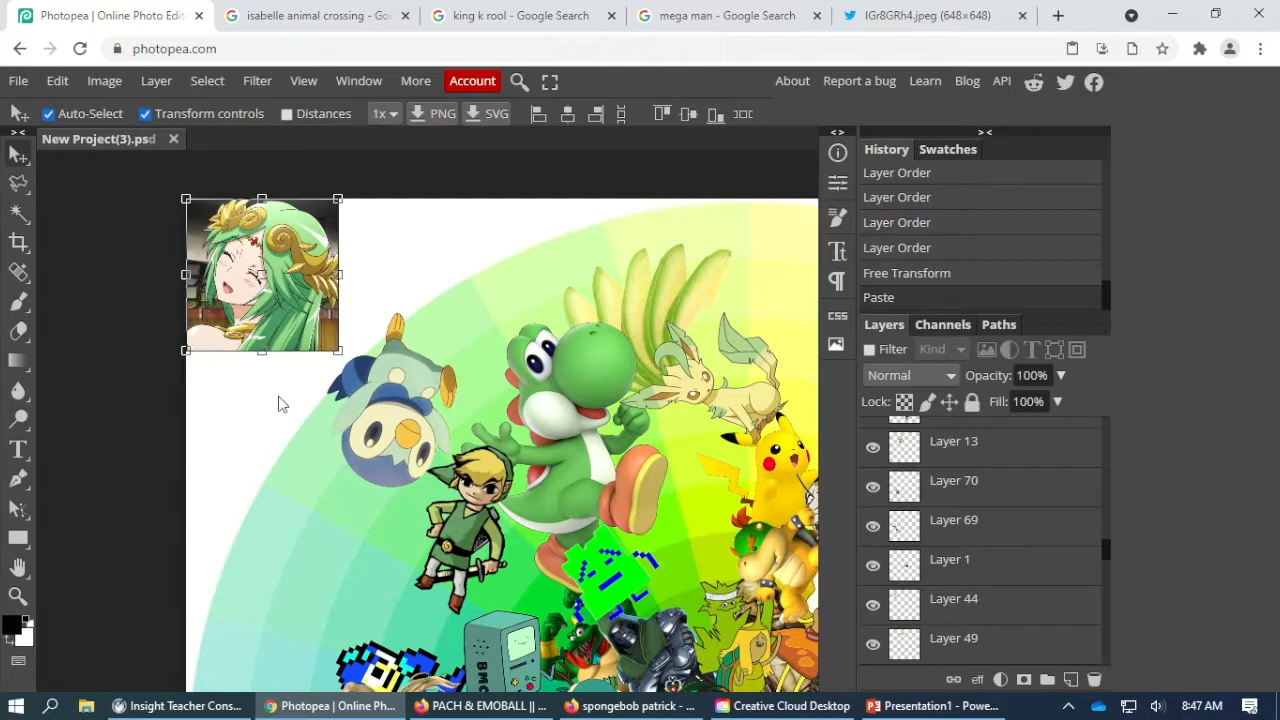 Photopea | Online Photo Edit
isabelle animal crossing - Goo
king k rool - Google Search
mega man - Google Search
IGr8GRh4.jpeg (648×648)
photopea.com
File Edit Image Layer Select Filter View Window More Account About Report a bug Learn Blog API
Auto-Select Transform controls Distances 1x PNG SVG
New Project(3).psd
History Swatches
Layer Order
Layer Order
Layer Order
Layer Order
Free Transform
Paste
Layers Channels Paths
Filter Kind
Normal Opacity: 100%
Lock: Fill: 100%
Layer 13
Layer 70
Layer 69
Layer 1
Layer 44
Layer 49
CSS
BMO
eff
Insight Teacher Cons...
Photopea | Online Ph...
PACH & EMOBALL || ...
spongebob patrick - ...
Creative Cloud Desktop
Presentation1 - Powe...
8:47 AM